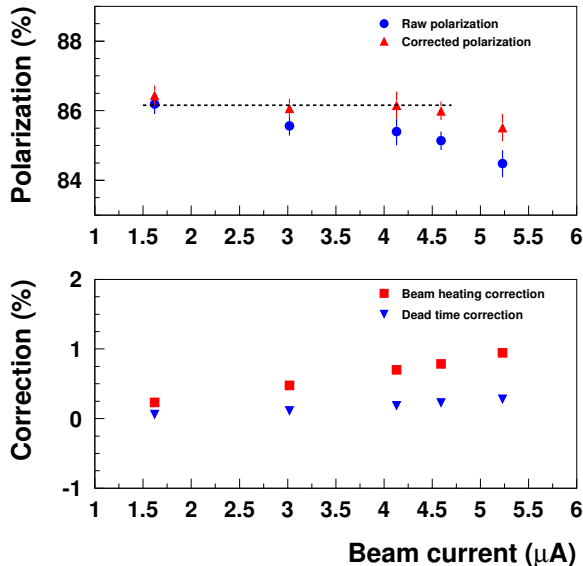 Polarization (%)
88
86
84
Raw polarization
Corrected polarization
1 1.5 2 2.5 3 3.5 4 4.5 5 5.5 6
Correction (%)
2
1
0
-1
Beam heating correction
Dead time correction
1 1.5 2 2.5 3 3.5 4 4.5 5 5.5 6
Beam current (μA)